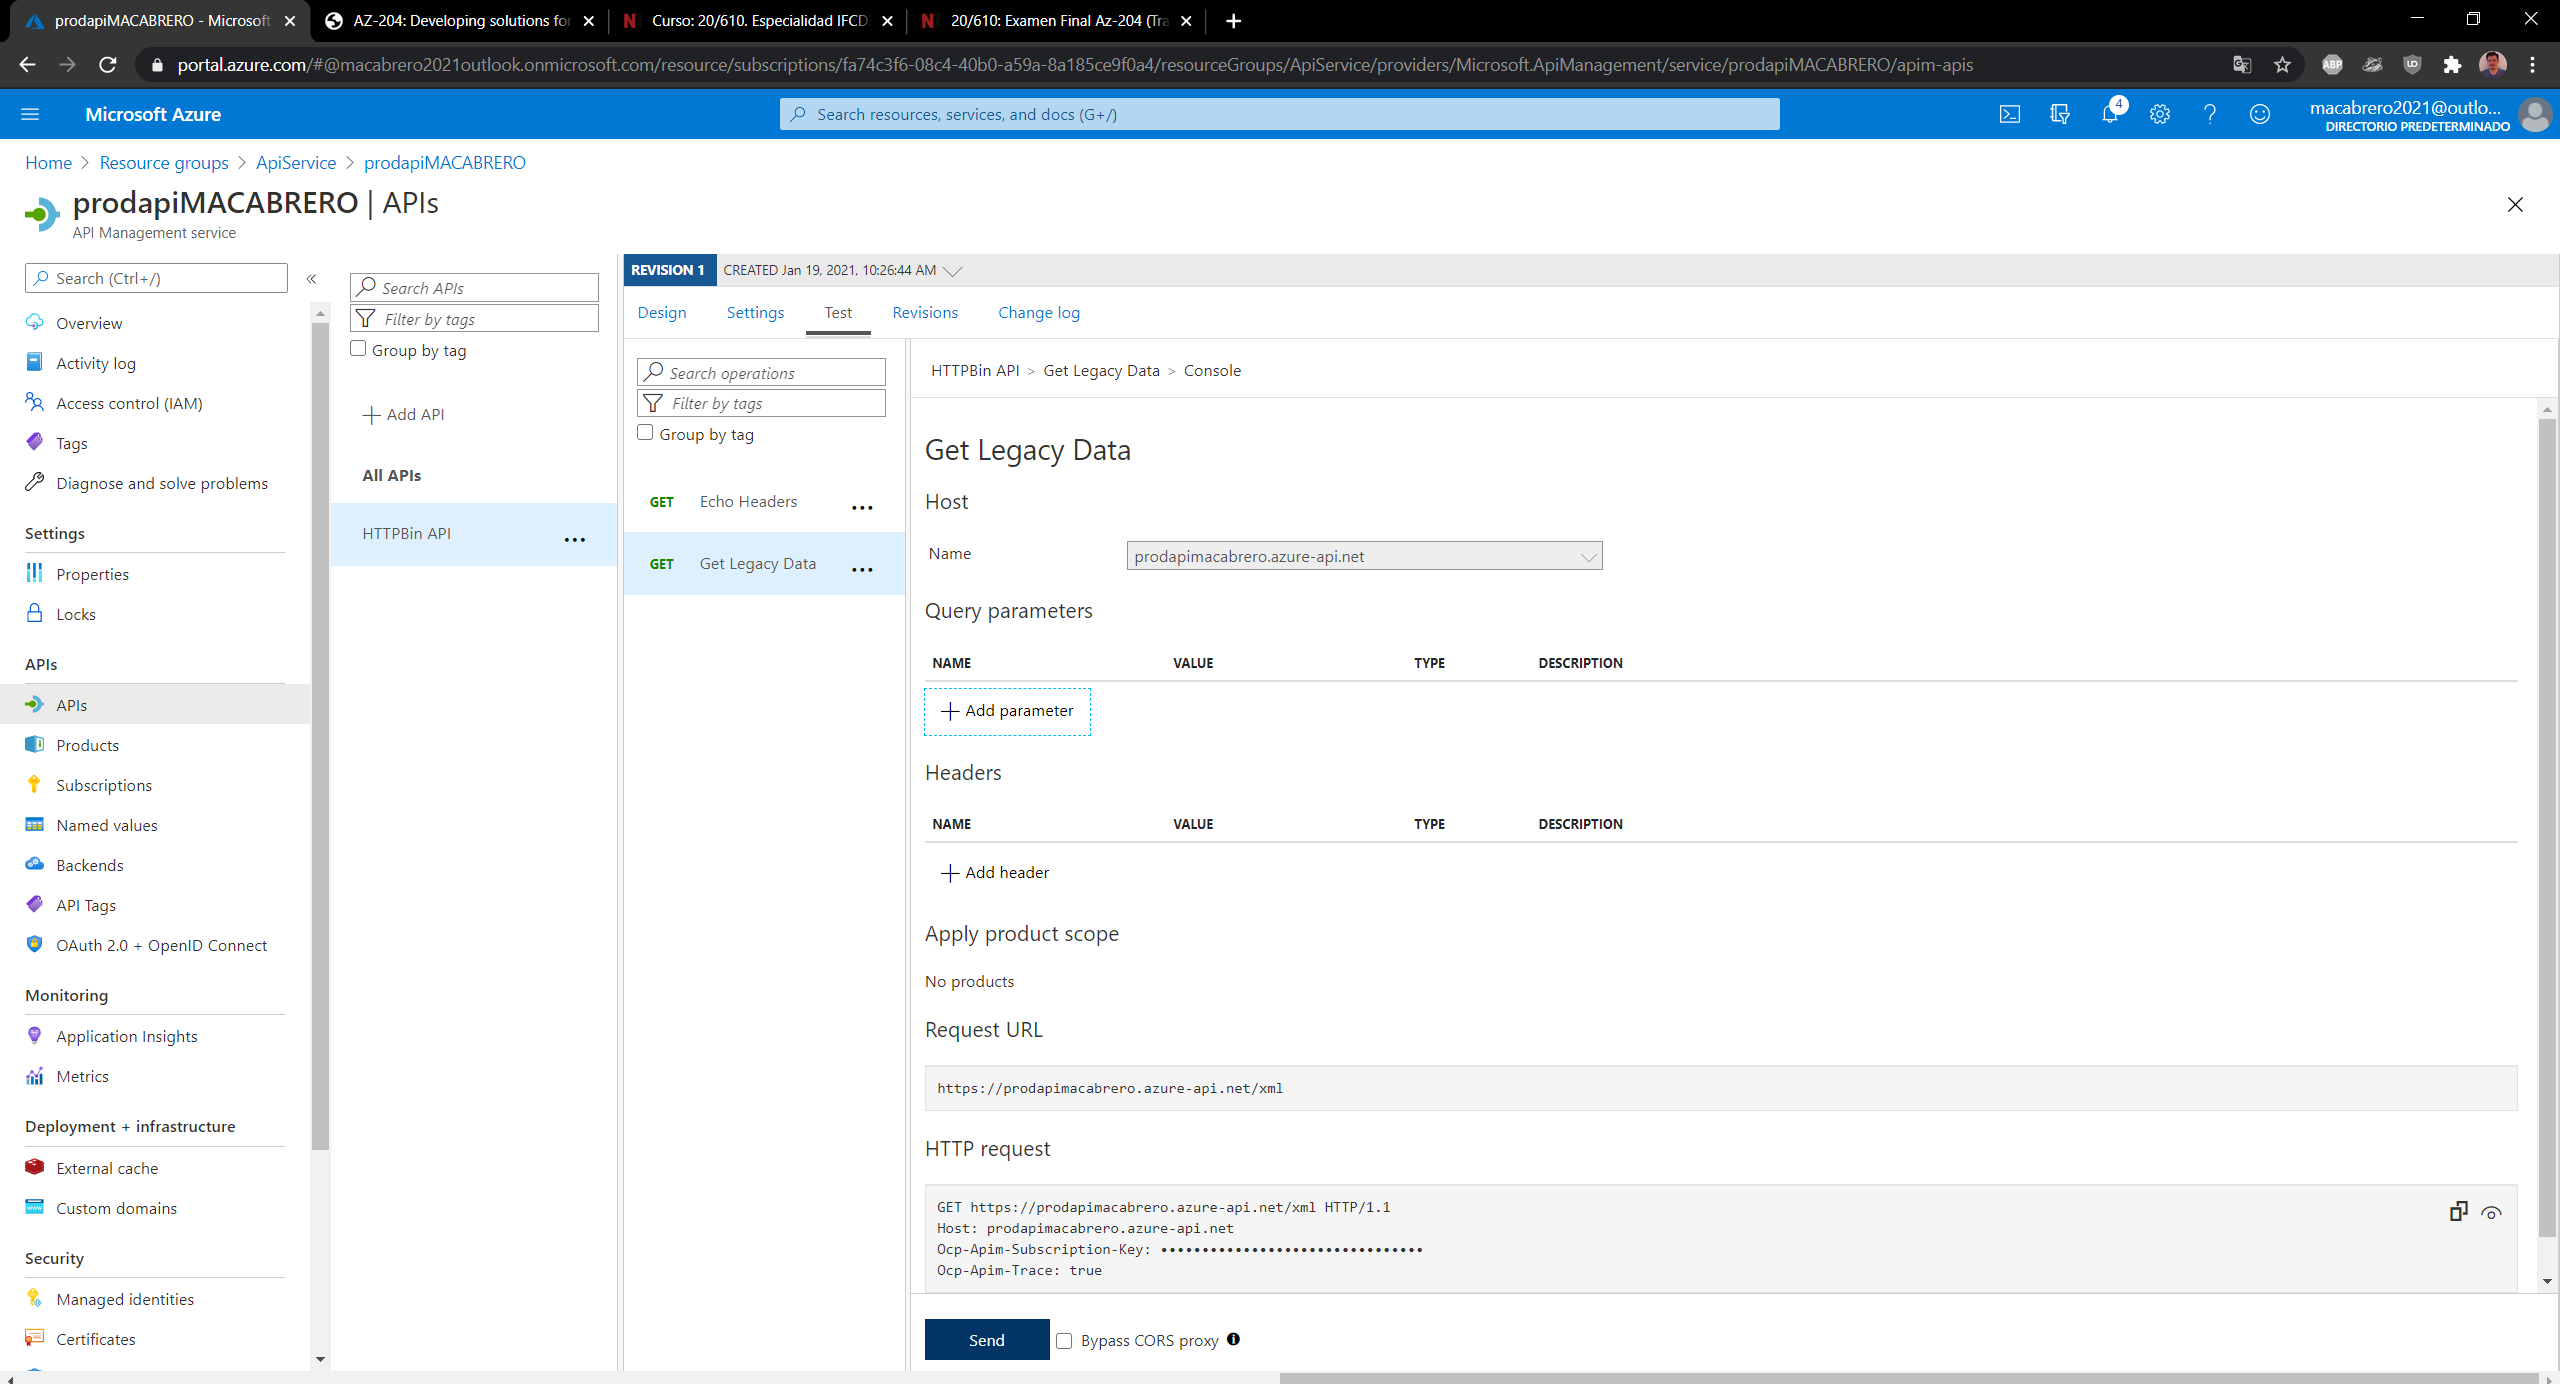 prodapiMACABRERO - Microsoft
AZ-204: Developing solutions for
Curso: 20/610. Especialidad IFCD
20/610: Examen Final Az-204 (Tra
portal.azure.com/#@macabrero2021outlook.onmicrosoft.com/resource/subscriptions/fa74c3f6-08c4-40b0-a59a-8a185ce9f0a4/resourceGroups/ApiService/providers/Microsoft.ApiManagement/service/prodapiMACABRERO/apim-apis
ABP
Microsoft Azure
Search resources, services, and docs (G+/)
4
macabrero2021@outlo...
DIRECTORIO PREDETERMINADO
Home > Resource groups > ApiService > prodapiMACABRERO
prodapiMACABRERO | APIs
API Management service
Search (Ctrl+/)
«
Overview
Activity log
Access control (IAM)
Tags
Diagnose and solve problems
Settings
Properties
Locks
APIs
APIs
Products
Subscriptions
Named values
Backends
API Tags
OAuth 2.0 + OpenID Connect
Monitoring
Application Insights
Metrics
Deployment + infrastructure
External cache
Custom domains
Security
Managed identities
Certificates
Search APIs
Filter by tags
Group by tag
Add API
All APIs
HTTPBin API
...
REVISION 1
CREATED Jan 19, 2021, 10:26:44 AM
Design
Settings
Test
Revisions
Change log
Search operations
Filter by tags
Group by tag
GET Echo Headers ...
GET Get Legacy Data ...
HTTPBin API > Get Legacy Data > Console
Get Legacy Data
Host
Name
prodapimacabrero.azure-api.net
Query parameters
NAME VALUE TYPE DESCRIPTION
Add parameter
Headers
NAME VALUE TYPE DESCRIPTION
Add header
Apply product scope
No products
Request URL
https://prodapimacabrero.azure-api.net/xml
HTTP request
GET https://prodapimacabrero.azure-api.net/xml HTTP/1.1
Host: prodapimacabrero.azure-api.net
Ocp-Apim-Subscription-Key: ••••••••••••••••••••••••••••••••
Ocp-Apim-Trace: true
Send
Bypass CORS proxy